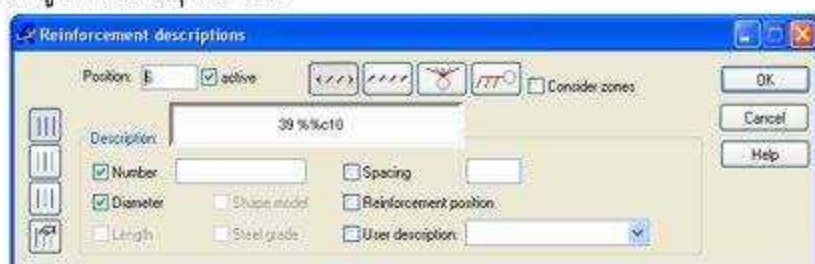 Reinforcement descriptions
Position: 6 active Consider zones OK
39 %%c10 Cancel
Description: Help
Number Spacing
Diameter Shape model Reinforcement position
Length Steel grade User description: